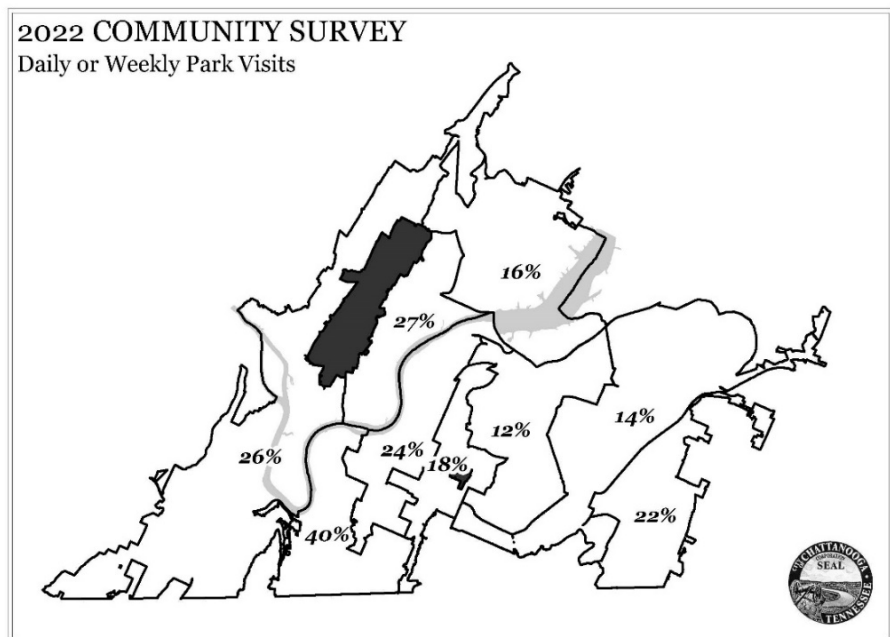 2022 COMMUNITY SURVEY
Daily or Weekly Park Visits
16%
27%
14%
12%
24%
18%
26%
22%
40%
CHATTANOOGA
CORPORATION
SEAL
TENNESSEE